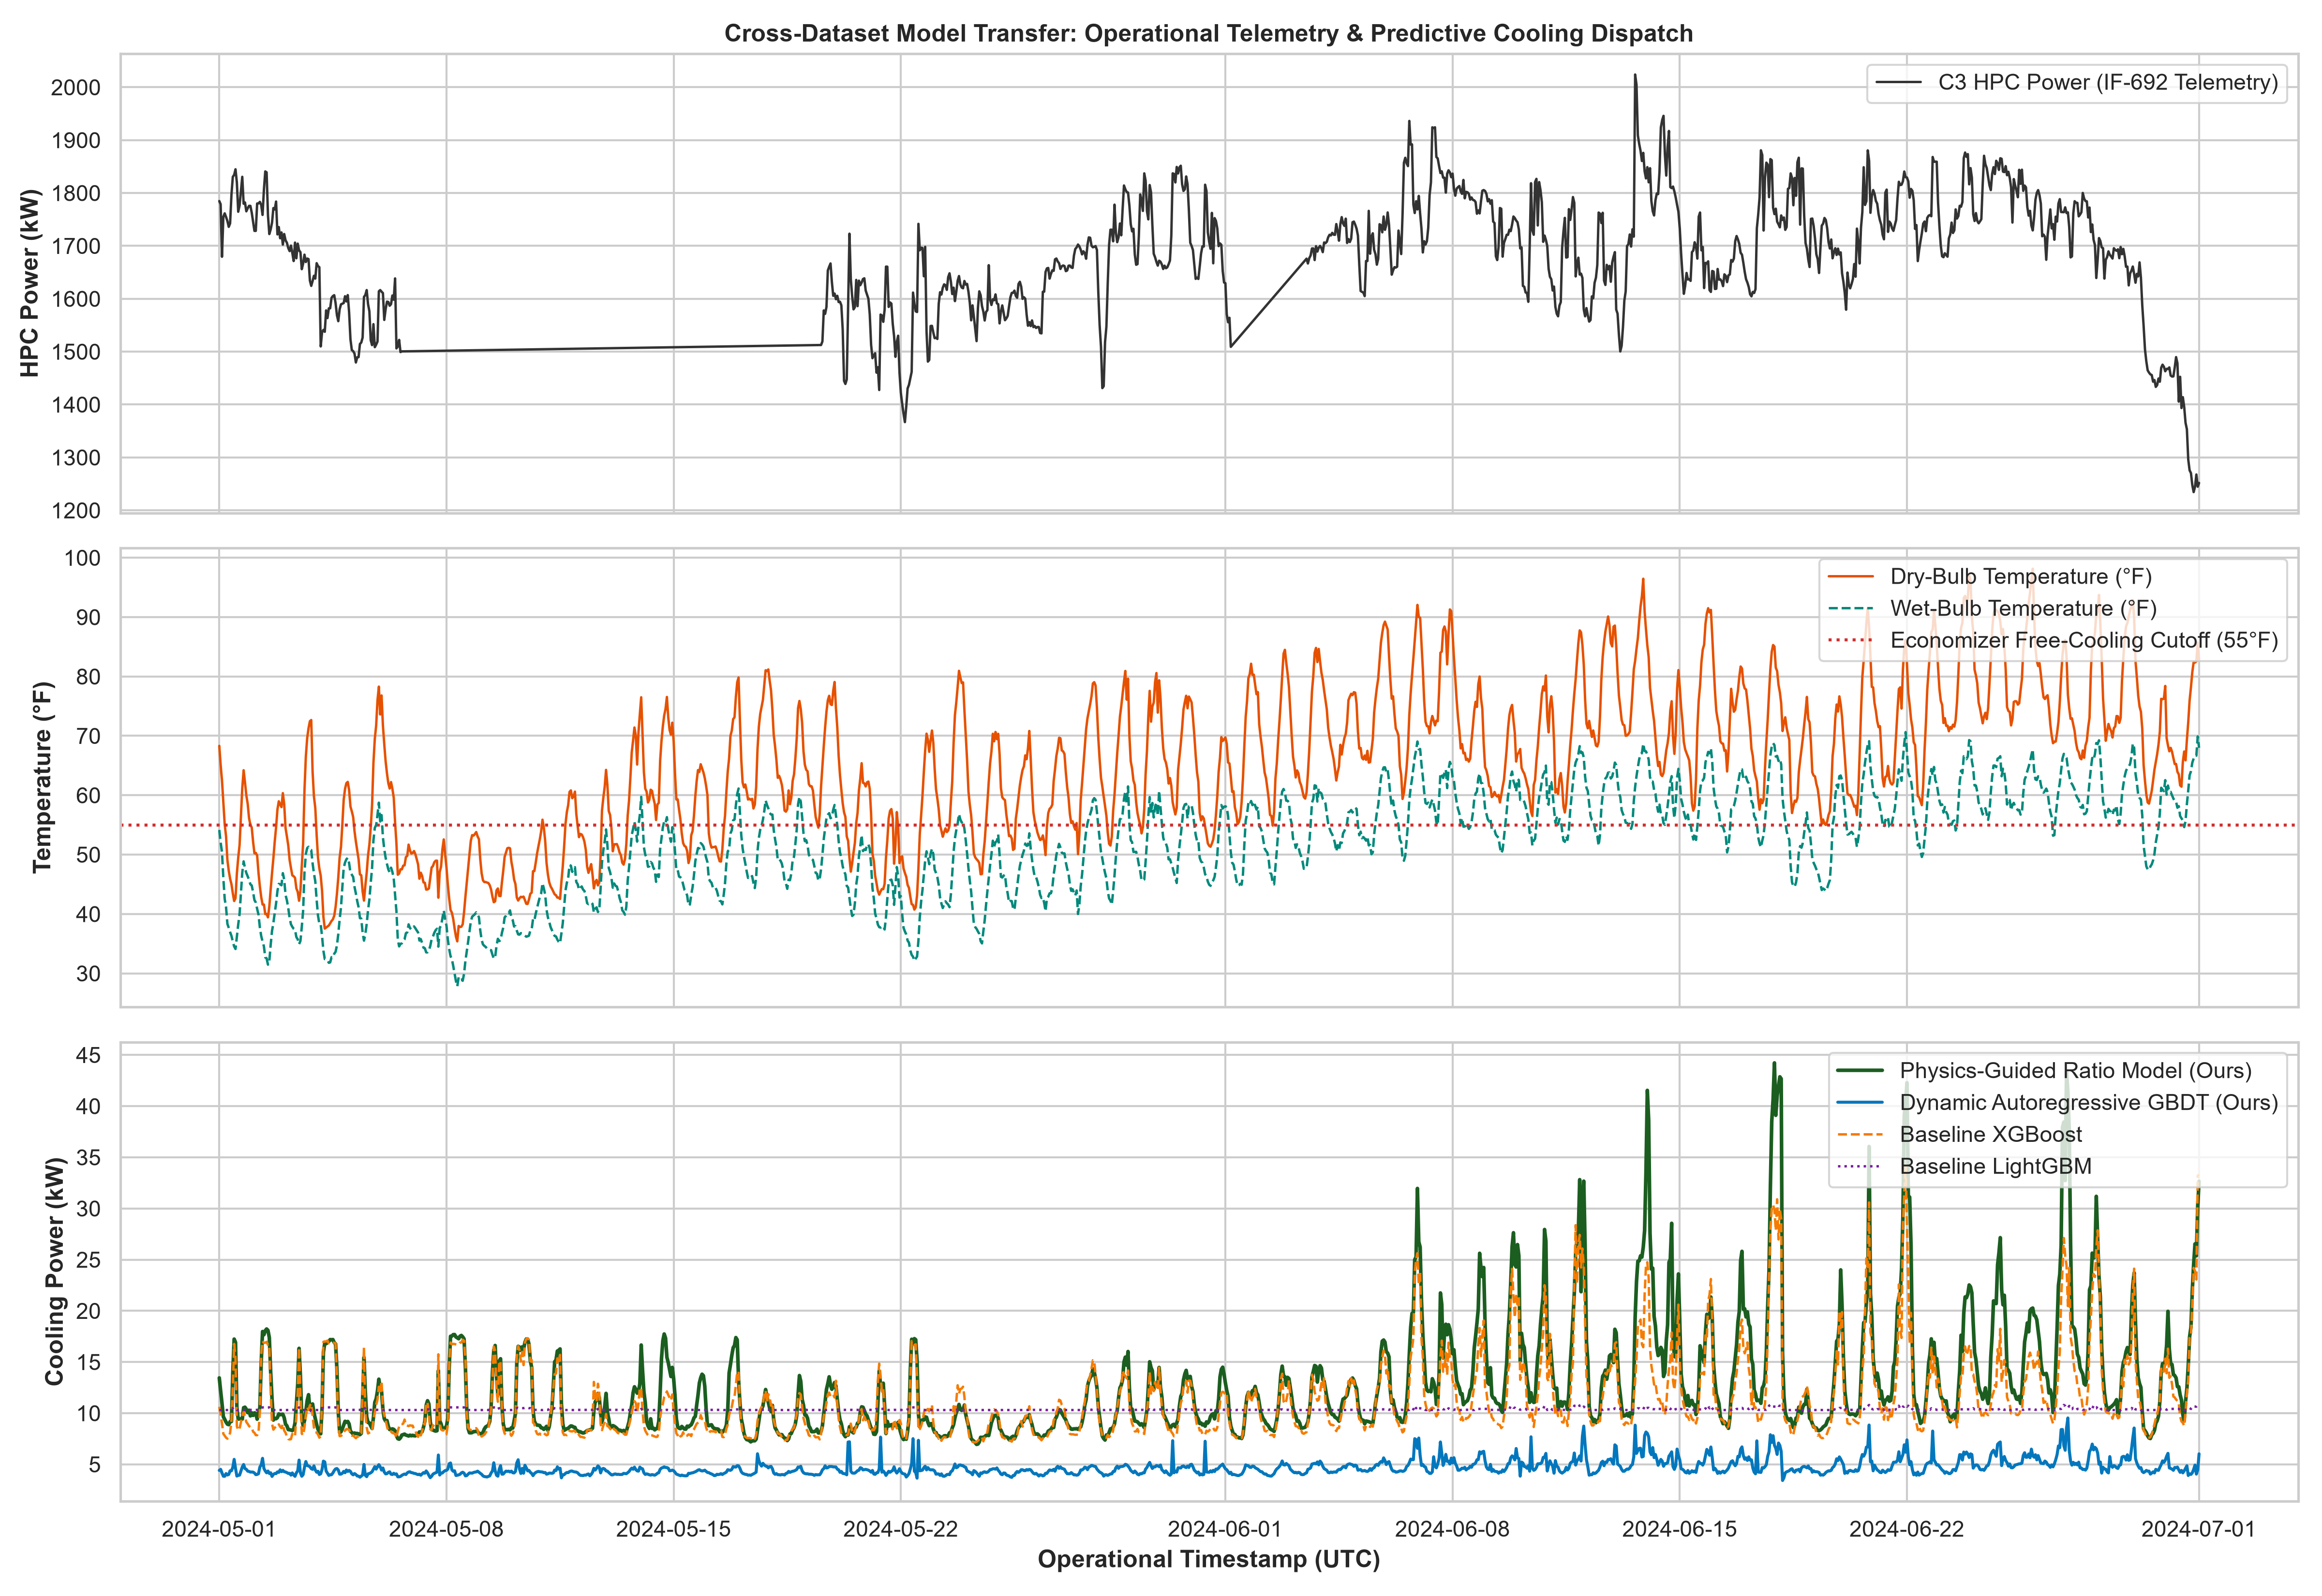 Cross-Dataset Model Transfer: Operational Telemetry & Predictive Cooling Dispatch
HPC Power (kW)
2000
1900
1800
1700
1600
1500
1400
1300
1200
C3 HPC Power (IF-692 Telemetry)
Temperature (°F)
100
90
80
70
60
50
40
30
Dry-Bulb Temperature (°F)
Wet-Bulb Temperature (°F)
Economizer Free-Cooling Cutoff (55°F)
Cooling Power (kW)
45
40
35
30
25
20
15
10
5
Physics-Guided Ratio Model (Ours)
Dynamic Autoregressive GBDT (Ours)
Baseline XGBoost
Baseline LightGBM
2024-05-01
2024-05-08
2024-05-15
2024-05-22
2024-06-01
2024-06-08
2024-06-15
2024-06-22
2024-07-01
Operational Timestamp (UTC)